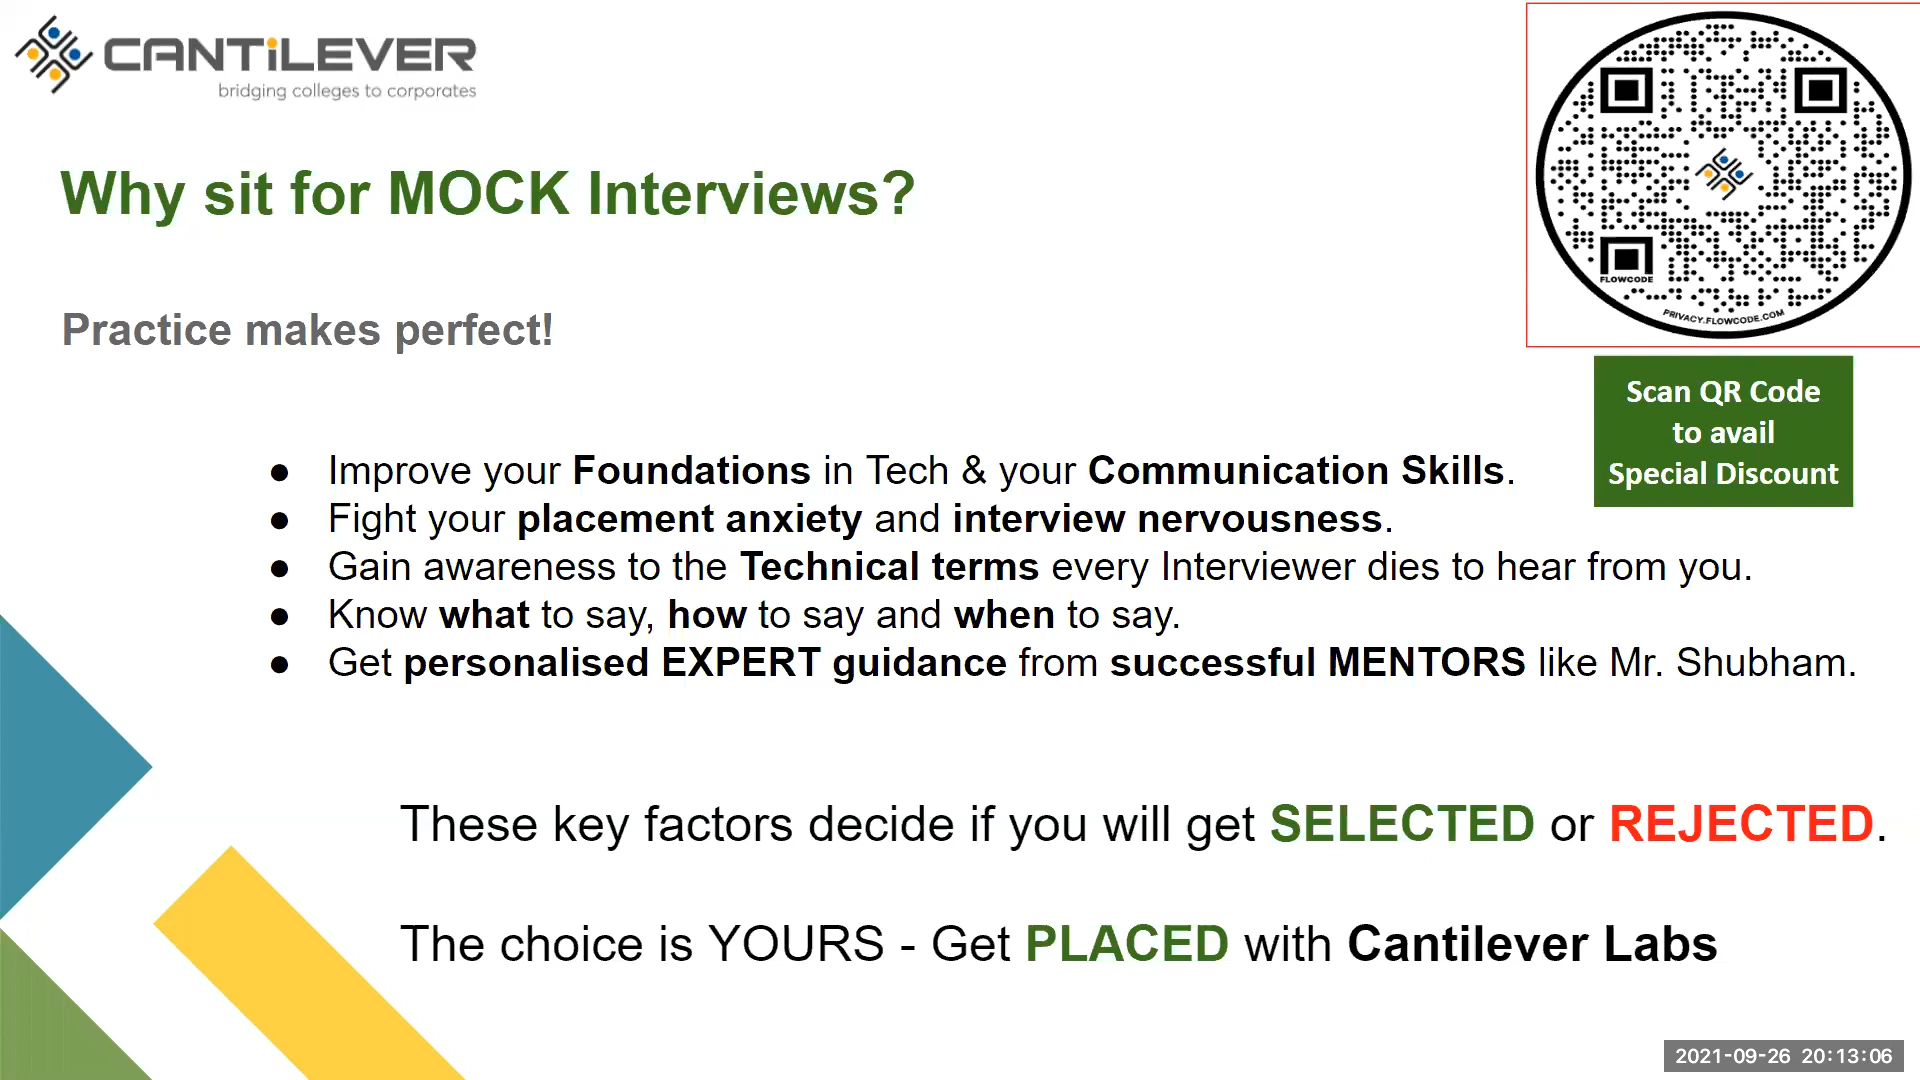 CANTiLEVER
bridging colleges to corporates
Why sit for MOCK Interviews?
Practice makes perfect!
FLOWCODE
PRIVACY.FLOWCODE.COM
Scan QR Code
to avail
Special Discount
● Improve your Foundations in Tech & your Communication Skills.
● Fight your placement anxiety and interview nervousness.
● Gain awareness to the Technical terms every Interviewer dies to hear from you.
● Know what to say, how to say and when to say.
● Get personalised EXPERT guidance from successful MENTORS like Mr. Shubham.
These key factors decide if you will get SELECTED or REJECTED.
The choice is YOURS - Get PLACED with Cantilever Labs
2021-09-26 20:13:06